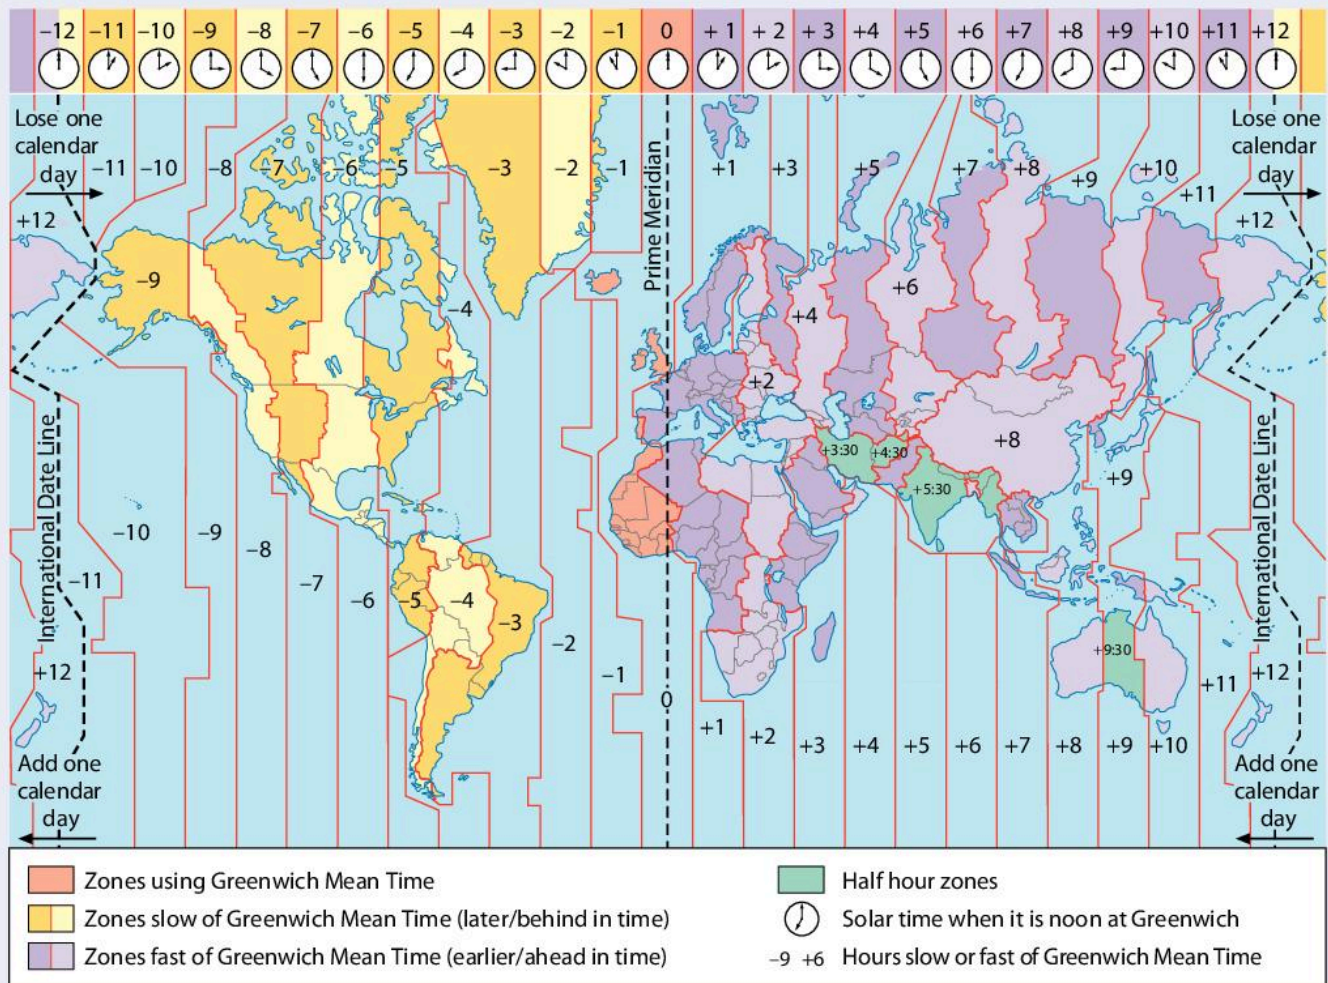 –12 –11 –10 –9 –8 –7 –6 –5 –4 –3 –2 –1 0 +1 +2 +3 +4 +5 +6 +7 +8 +9 +10 +11 +12
Lose one
calendar
day
Lose one
calendar
day
–11 –10 –8 –7 –6 –5 –3 –2 –1 +1 +3 +5 +7 +8 +9 +10 +11
+12
+12
Prime Meridian
–9
–4
+6
+4
+2
+8
+3:30 +4:30
+5:30
+9
International Date Line
International Date Line
–10 –9 –8 –7 –6 –5 –4 –3 –2 –1
–11
+9:30
+12
+11 +12
0
+1 +2 +3 +4 +5 +6 +7 +8 +9 +10
Add one
calendar
day
Add one
calendar
day
Zones using Greenwich Mean Time
Zones slow of Greenwich Mean Time (later/behind in time)
Zones fast of Greenwich Mean Time (earlier/ahead in time)
Half hour zones
Solar time when it is noon at Greenwich
–9 +6 Hours slow or fast of Greenwich Mean Time